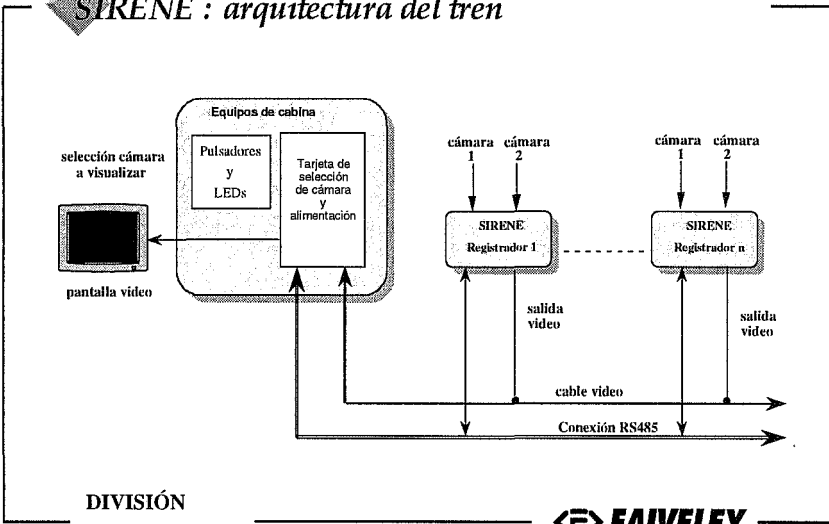 SIRENE : arquitectura del tren
Equipos de cabina
selección cámara
a visualizar
Pulsadores
y
LEDs
Tarjeta de
selección
de cámara
y
alimentación
pantalla video
cámara
1
cámara
2
SIRENE
Registrador 1
cámara
1
cámara
2
SIRENE
Registrador n
salida
video
salida
video
cable video
Conexión RS485
DIVISIÓN
FAIVELEY